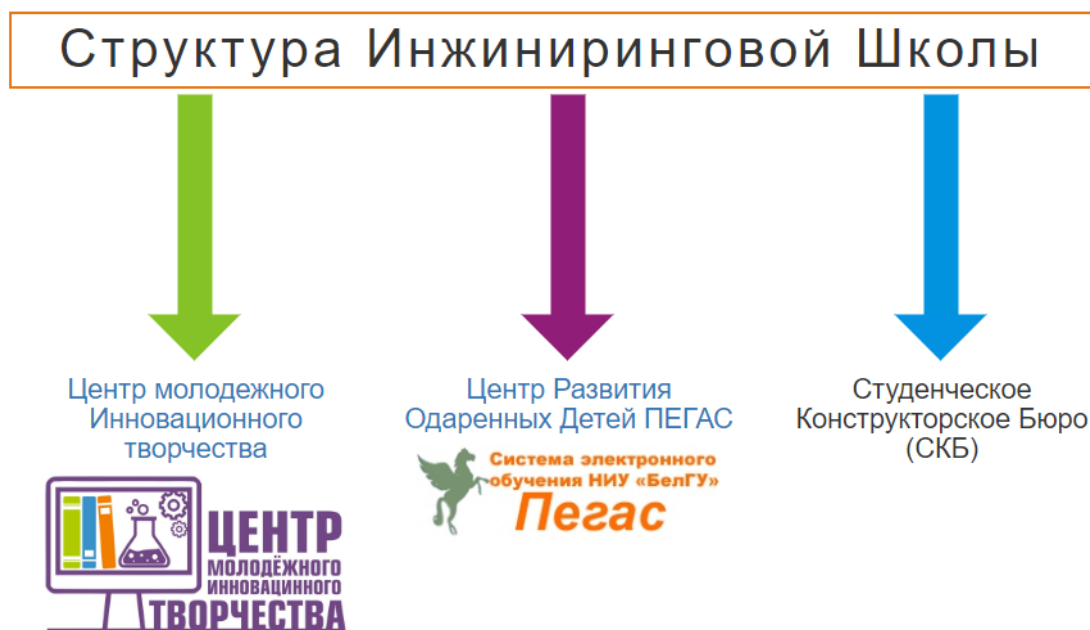 Структура Инжиниринговой Школы
Центр молодежного
Инновационного
творчества
ЦЕНТР
МОЛОДЁЖНОГО
ИННОВАЦИННОГО
ТВОРЧЕСТВА
Центр Развития
Одаренных Детей ПЕГАС
Система электронного
обучения НИУ «БелГУ»
Пегас
Студенческое
Конструкторское Бюро
(СКБ)